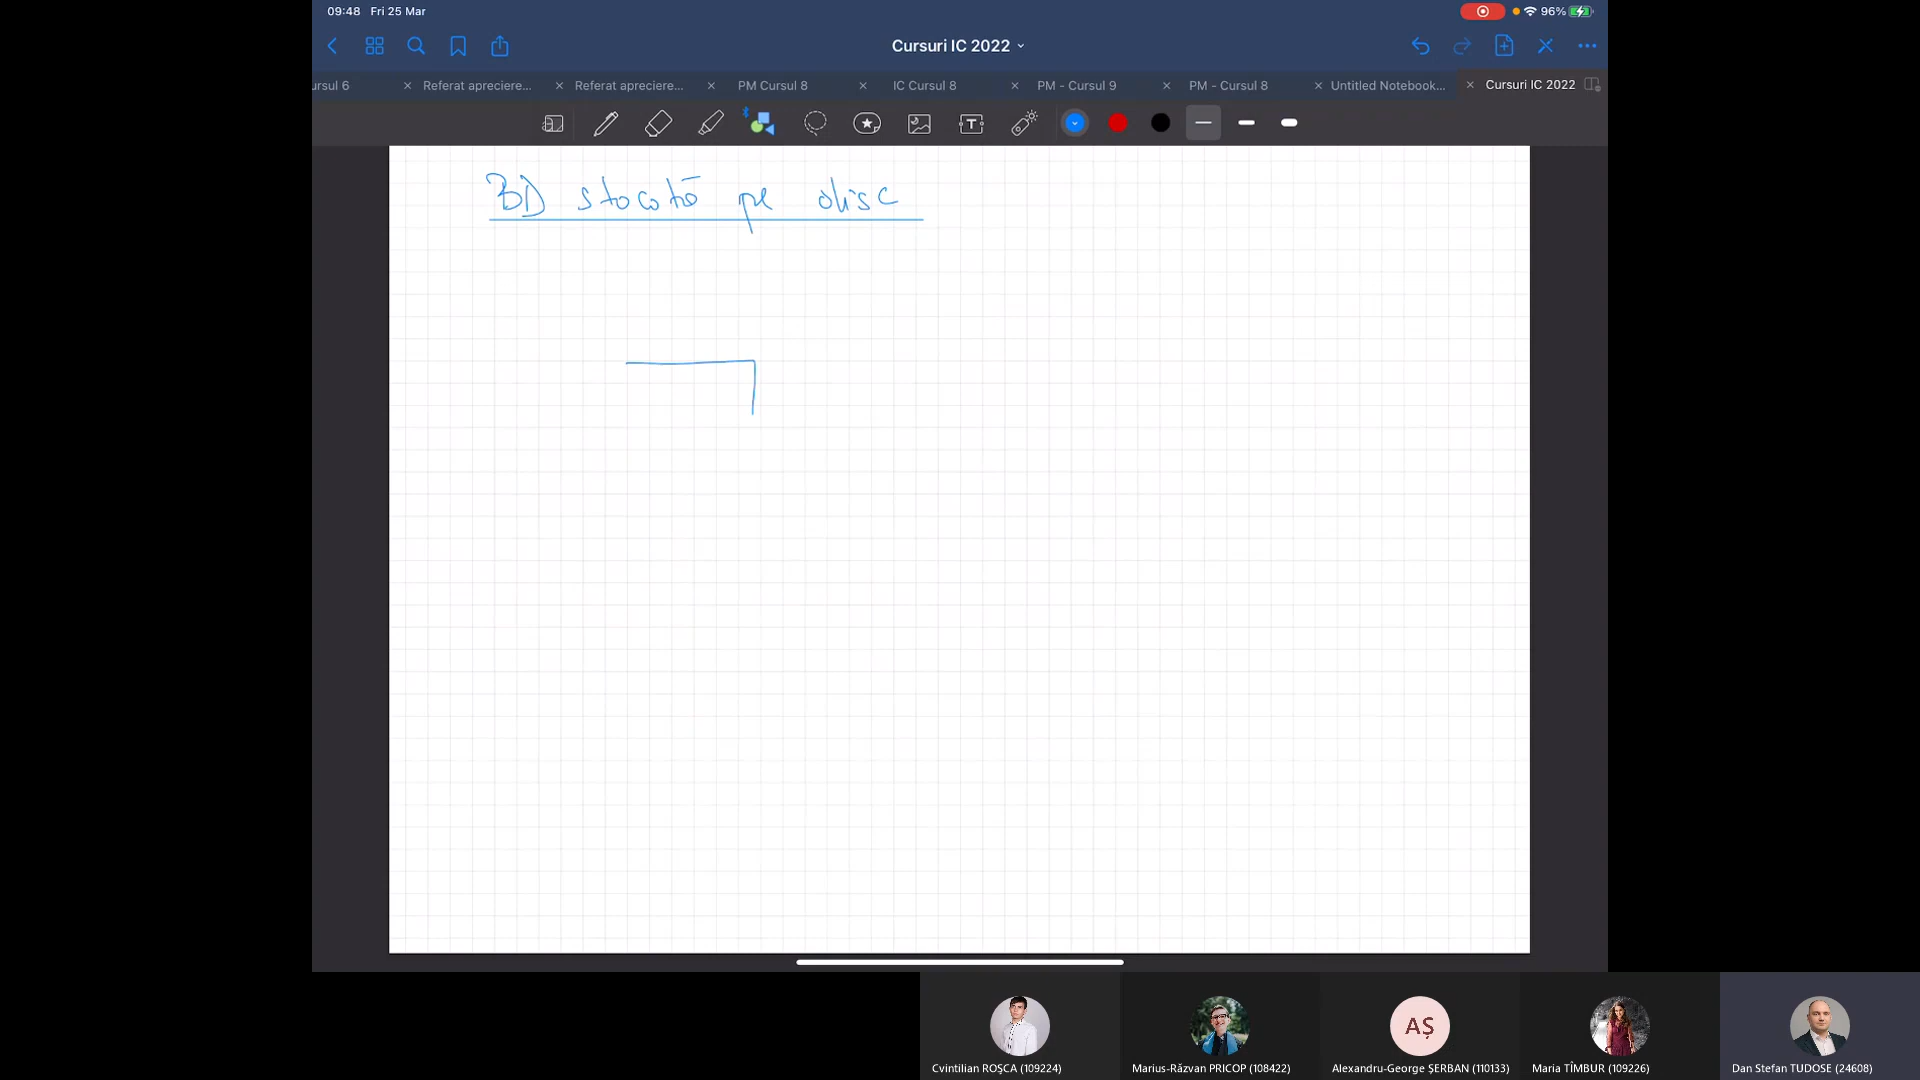 09:48 Fri 25 Mar
96%
Cursuri IC 2022
ursul 6
Referat apreciere...
Referat apreciere...
PM Cursul 8
IC Cursul 8
PM - Cursul 9
PM - Cursul 8
Untitled Notebook...
Cursuri IC 2022
BD stocată pe disc
AȘ
Cvintilian ROȘCA (109224)
Marius-Răzvan PRICOP (108422)
Alexandru-George ȘERBAN (110133)
Maria TÎMBUR (109226)
Dan Stefan TUDOSE (24608)